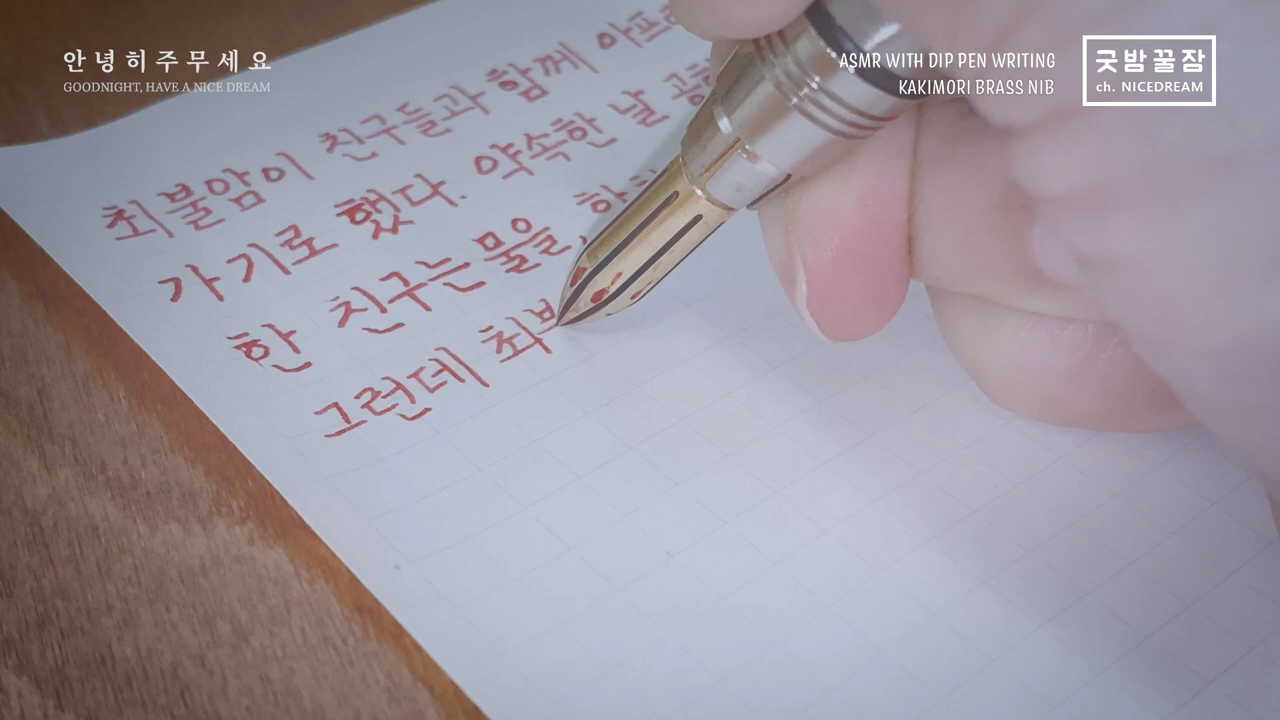 안녕히주무세요
GOODNIGHT, HAVE A NICE DREAM
ASMR WITH DIP PEN WRITING
KAKIMORI BRASS NIB
굿밤꿀잠
ch. NICEDREAM
최불암이 친구들과 함께
가기로 했다. 약속한 날
한 친구는 물을,
그런데